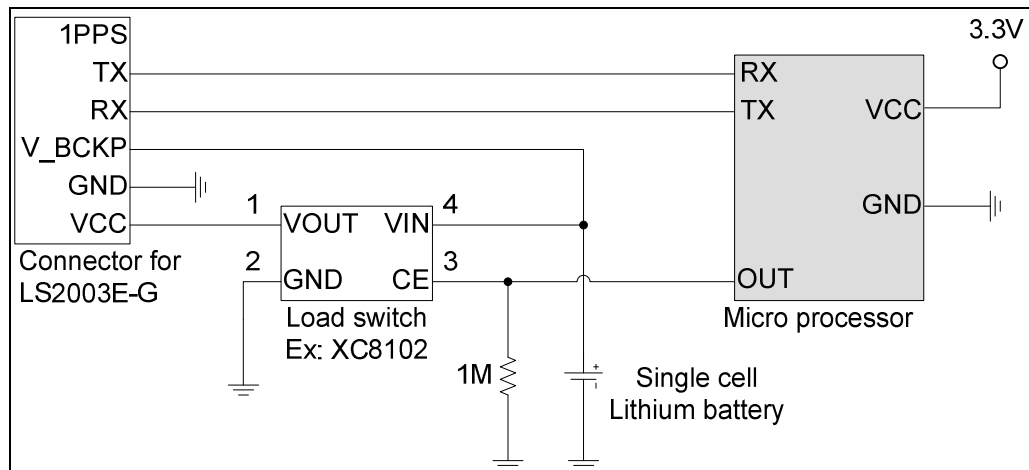 1PPS
TX
RX
V_BCKP
GND
VCC
Connector for
LS2003E-G
1
2
VOUT
GND
VIN
CE
4
3
Load switch
Ex: XC8102
1M
+
-
Single cell
Lithium battery
RX
TX
OUT
VCC
GND
Micro processor
3.3V